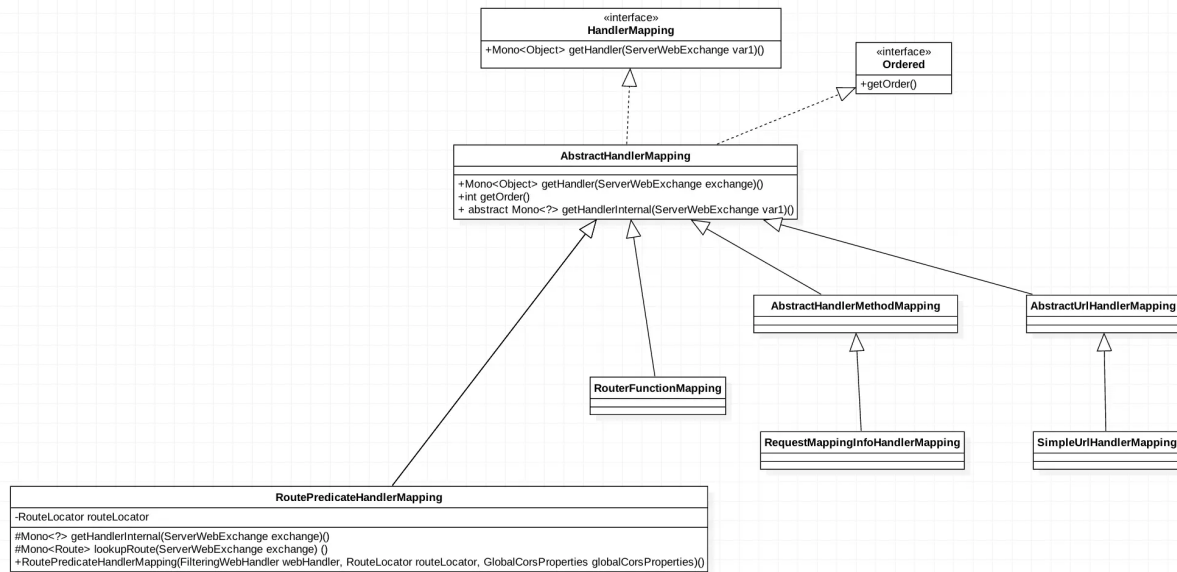 «interface»
HandlerMapping
+Mono<Object> getHandler(ServerWebExchange var1)()
«interface»
Ordered
+getOrder()
AbstractHandlerMapping
+Mono<Object> getHandler(ServerWebExchange exchange)()
+int getOrder()
+ abstract Mono<?> getHandlerInternal(ServerWebExchange var1)()
AbstractHandlerMethodMapping
AbstractUrlHandlerMapping
RouterFunctionMapping
RequestMappingInfoHandlerMapping
SimpleUrlHandlerMapping
RoutePredicateHandlerMapping
-RouteLocator routeLocator
#Mono<?> getHandlerInternal(ServerWebExchange exchange)()
#Mono<Route> lookupRoute(ServerWebExchange exchange) ()
+RoutePredicateHandlerMapping(FilteringWebHandler webHandler, RouteLocator routeLocator, GlobalCorsProperties globalCorsProperties)()